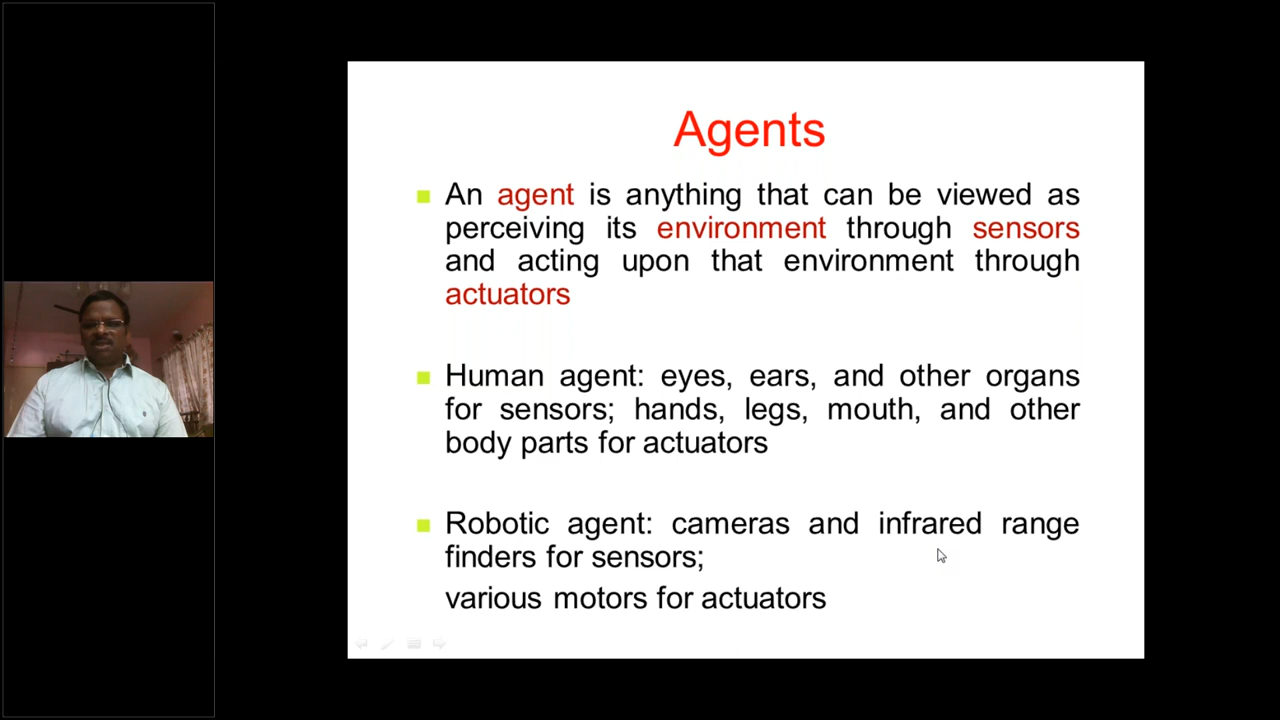 Agents
An agent is anything that can be viewed as
perceiving its environment through sensors
and acting upon that environment through
actuators
Human agent: eyes, ears, and other organs
for sensors; hands, legs, mouth, and other
body parts for actuators
Robotic agent: cameras and infrared range
finders for sensors;
various motors for actuators